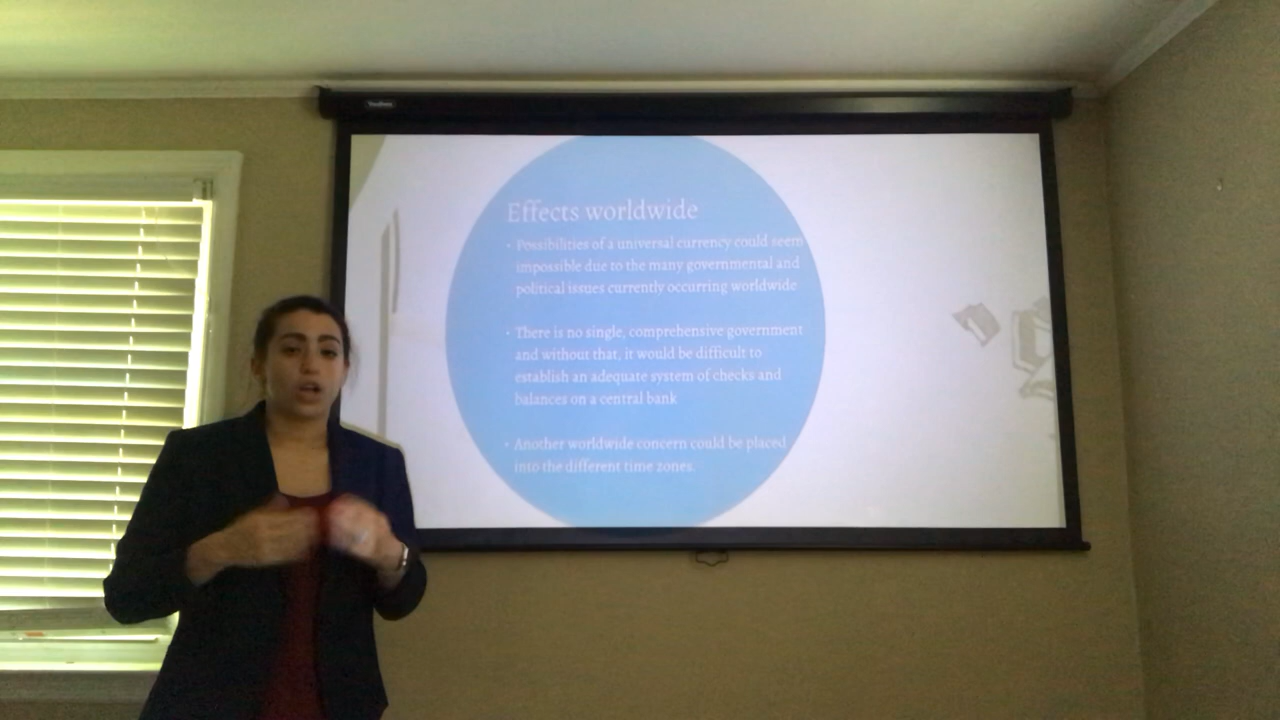 Effects worldwide
• Possibilities of a universal currency could seem
impossible due to the many governmental and
political issues currently occurring worldwide
• There is no single, comprehensive government
and without that, it would be difficult to
establish an adequate system of checks and
balances on a central bank
• Another worldwide concern could be placed
into the different time zones.